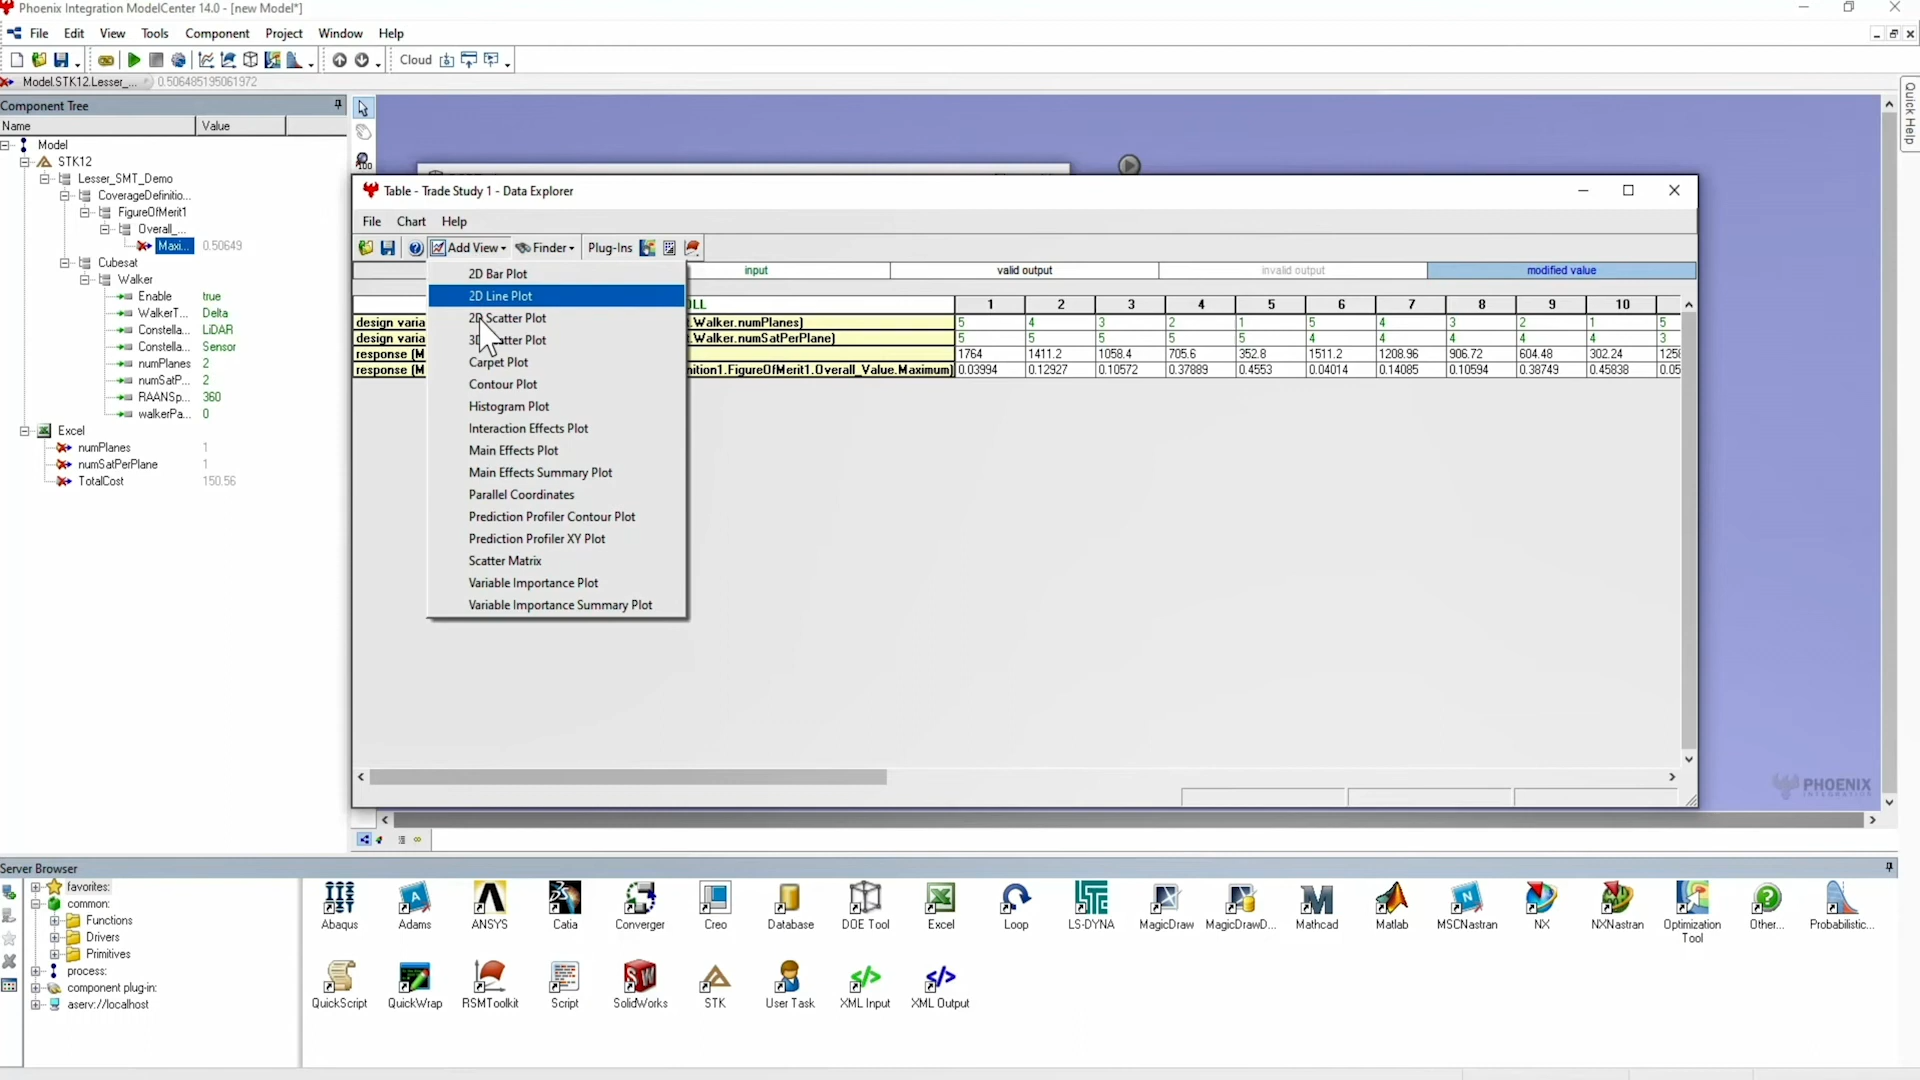 Phoenix Integration ModelCenter 14.0 - [new Model*]
File Edit View Tools Component Project Window Help
Cloud
Model.STK12.Lesser_... 0.506485195061972
Quick Help
Component Tree
Name Value
Model
STK12
Lesser_SMT_Demo
CoverageDefinitio...
FigureOfMerit1
Overall_...
Maxi... 0.50649
Cubesat
Walker
Enable true
WalkerT... Delta
Constella... LiDAR
Constella... Sensor
numPlanes 2
numSatP... 2
RAANSp... 360
walkerPa... 0
Excel
numPlanes 1
numSatPerPlane 1
TotalCost 150.56
100
Table - Trade Study 1 - Data Explorer
File Chart Help
Add View Finder Plug-Ins
input valid output invalid output modified value
1 2 3 4 5 6 7 8 9 10
design varia .Walker.numPlanes) 5 4 3 2 1 5 4 3 2 1 5
design varia .Walker.numSatPerPlane) 5 5 5 5 5 4 4 4 4 4 3
response (M 1764 1411.2 1058.4 705.6 352.8 1511.2 1208.96 906.72 604.48 302.24 125
response (M nition1.FigureOfMerit1.Overall_Value.Maximum) 0.03994 0.12927 0.10572 0.37889 0.4553 0.04014 0.14085 0.10594 0.38749 0.45838 0.05
2D Bar Plot
2D Line Plot
2D Scatter Plot
3D Scatter Plot
Carpet Plot
Contour Plot
Histogram Plot
Interaction Effects Plot
Main Effects Plot
Main Effects Summary Plot
Parallel Coordinates
Prediction Profiler Contour Plot
Prediction Profiler XY Plot
Scatter Matrix
Variable Importance Plot
Variable Importance Summary Plot
PHOENIX
INTEGRATION
Server Browser
favorites:
common:
Functions
Drivers
Primitives
process:
component plug-in:
aserv://localhost
Abaqus Adams ANSYS Catia Converger Creo Database DOE Tool Excel Loop LS-DYNA MagicDraw MagicDrawD... Mathcad Matlab MSCNastran NX NXNastran Optimization Tool Other... Probabilistic...
QuickScript QuickWrap RSMToolkit Script SolidWorks STK User Task XML Input XML Output